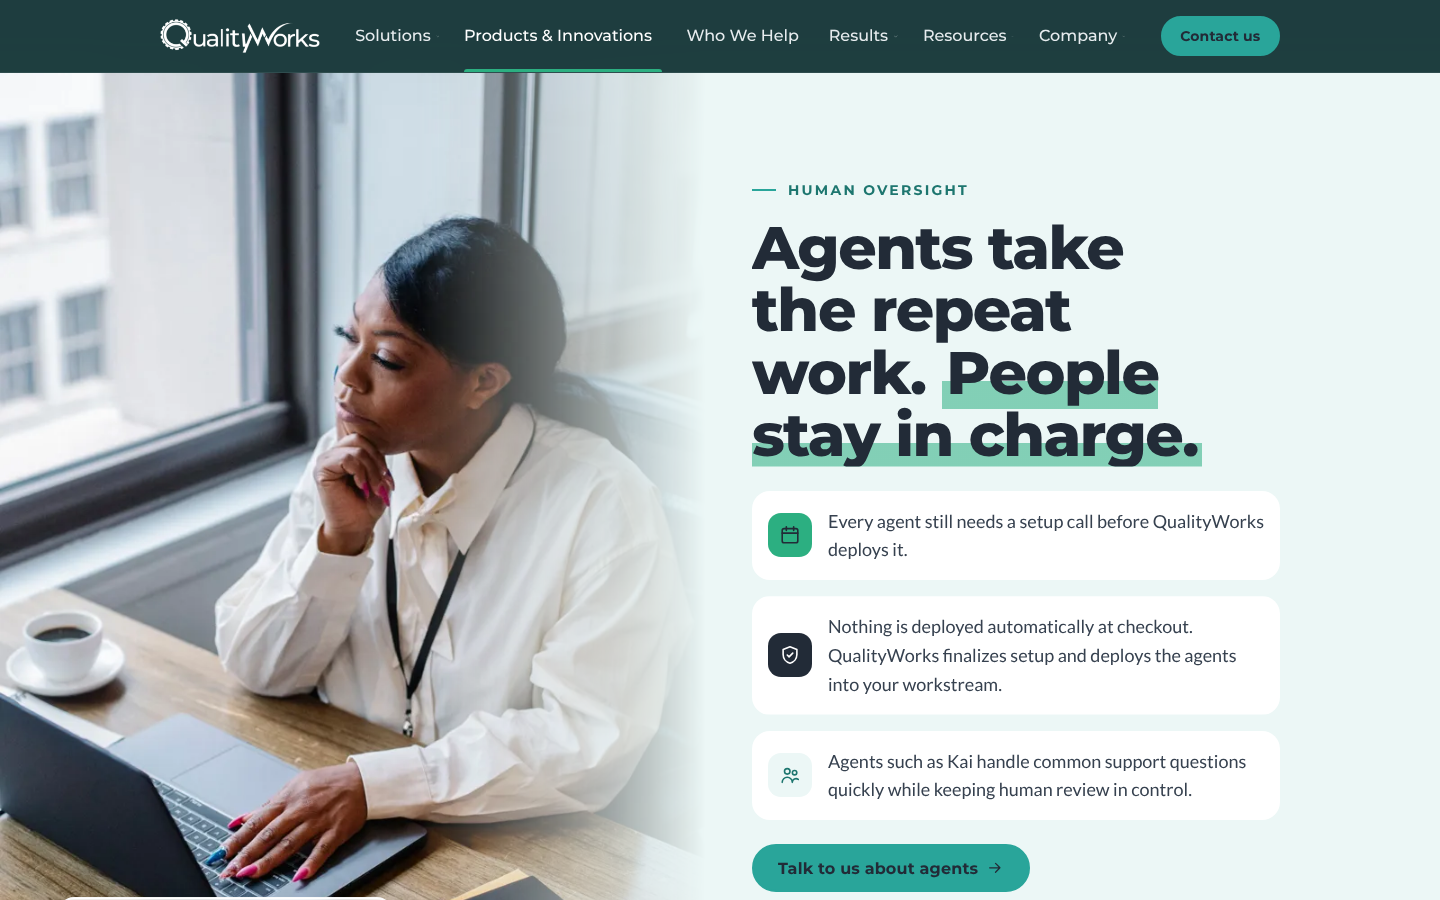 QualityWorks
Solutions
Products & Innovations
Who We Help
Results
Resources
Company
Contact us
HUMAN OVERSIGHT
Agents take
the repeat
work. People
stay in charge.
Every agent still needs a setup call before QualityWorks
deploys it.
Nothing is deployed automatically at checkout.
QualityWorks finalizes setup and deploys the agents
into your workstream.
Agents such as Kai handle common support questions
quickly while keeping human review in control.
Talk to us about agents →